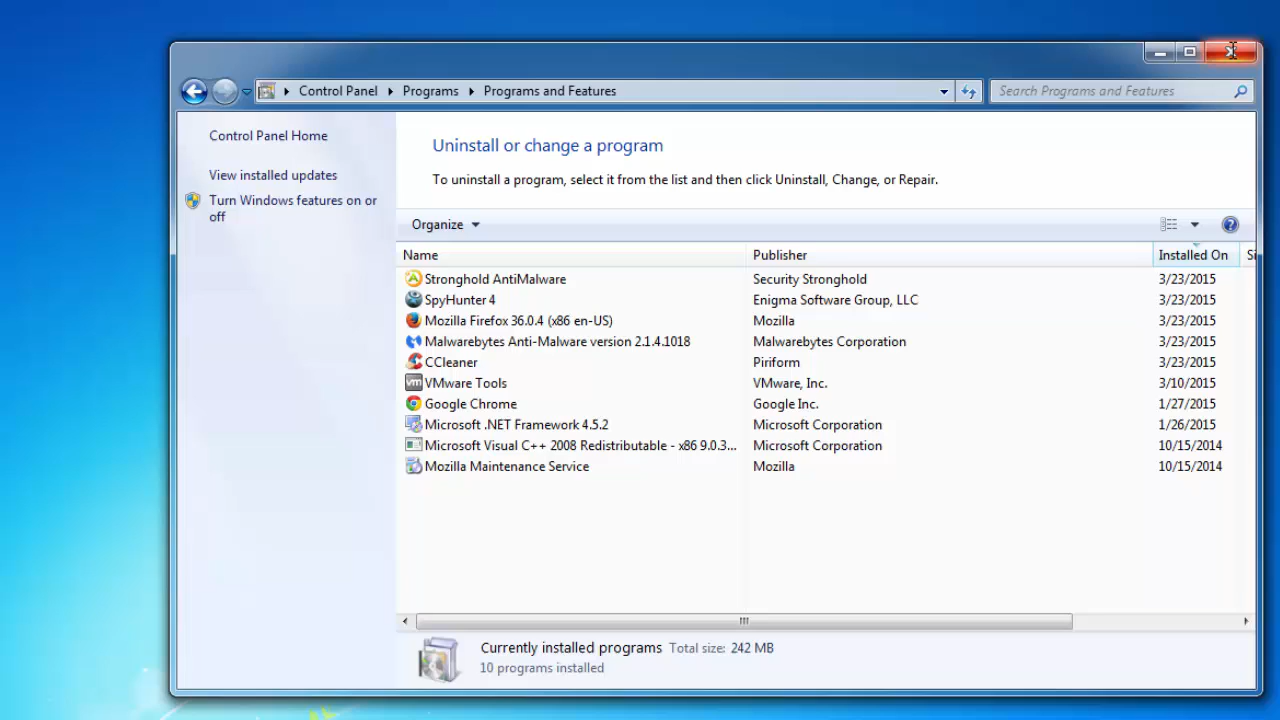 Control Panel Programs Programs and Features Search Programs and Features
Control Panel Home
View installed updates
Turn Windows features on or
off
Uninstall or change a program
To uninstall a program, select it from the list and then click Uninstall, Change, or Repair.
Organize
Name Publisher Installed On Si
Stronghold AntiMalware Security Stronghold 3/23/2015
SpyHunter 4 Enigma Software Group, LLC 3/23/2015
Mozilla Firefox 36.0.4 (x86 en-US) Mozilla 3/23/2015
Malwarebytes Anti-Malware version 2.1.4.1018 Malwarebytes Corporation 3/23/2015
CCleaner Piriform 3/23/2015
vm VMware Tools VMware, Inc. 3/10/2015
Google Chrome Google Inc. 1/27/2015
Microsoft .NET Framework 4.5.2 Microsoft Corporation 1/26/2015
Microsoft Visual C++ 2008 Redistributable - x86 9.0.3... Microsoft Corporation 10/15/2014
Mozilla Maintenance Service Mozilla 10/15/2014
Currently installed programs Total size: 242 MB
10 programs installed